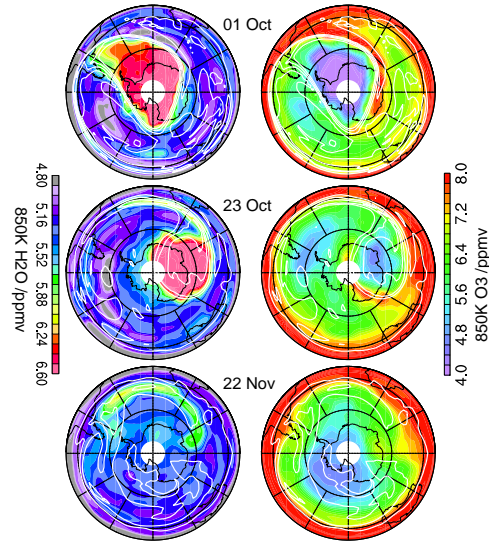 01 Oct
23 Oct
22 Nov
4.80
5.16
5.52
5.88
6.24
6.60
850K H2O /ppmv
8.0
7.2
6.4
5.6
4.8
4.0
850K O3 /ppmv